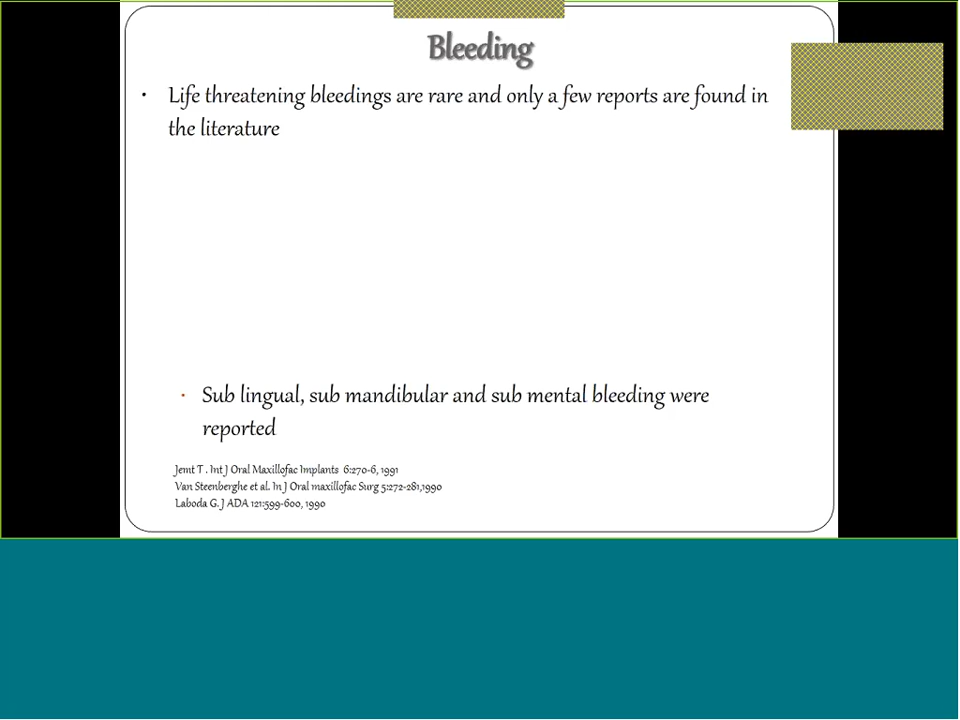 Bleeding
• Life threatening bleedings are rare and only a few reports are found in
the literature
• Sub lingual, sub mandibular and sub mental bleeding were
reported
Jemt T . Int J Oral Maxillofac Implants 6:270-6, 1991
Van Steenberghe et al. In J Oral maxillofac Surg 5:272-281,1990
Laboda G. J ADA 121:599-600, 1990